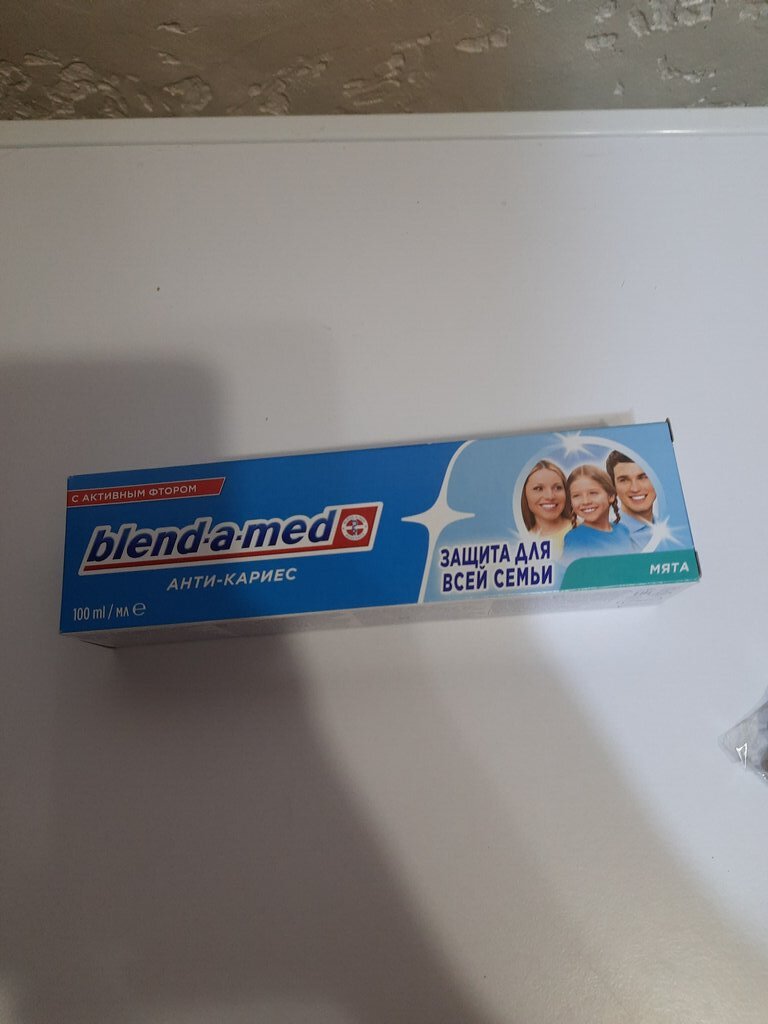 С АКТИВНЫМ ФТОРОМ
blend-a-med
АНТИ-КАРИЕС
100 ml / мл e
ЗАЩИТА ДЛЯ
ВСЕЙ СЕМЬИ
МЯТА